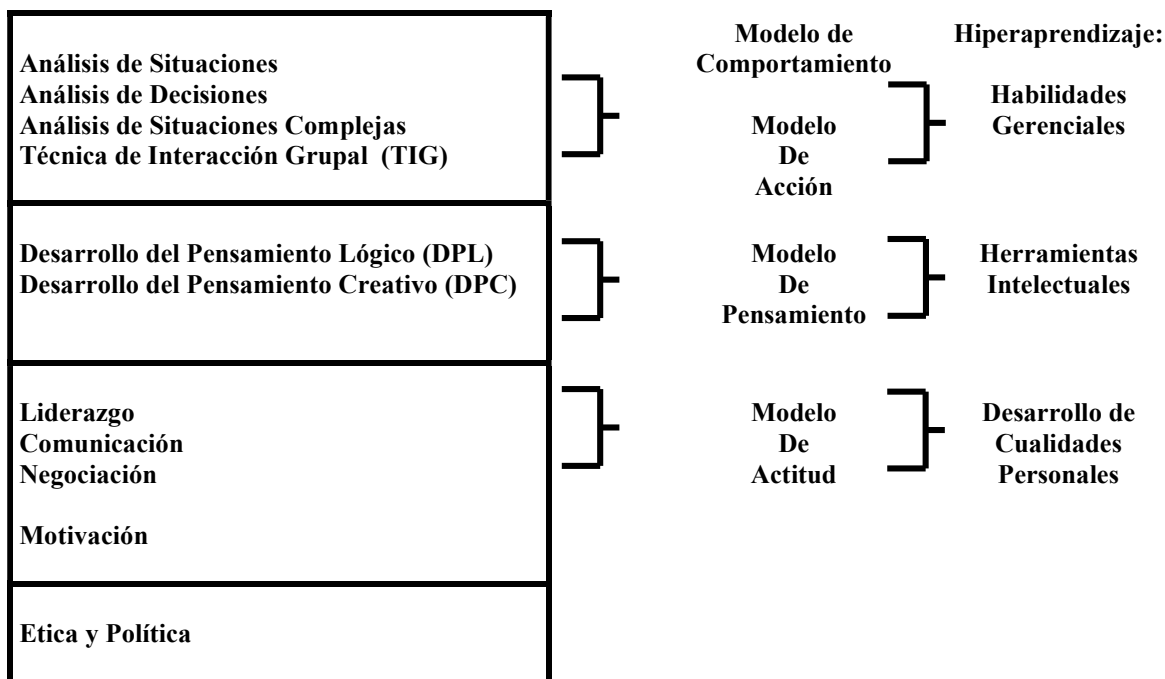 Análisis de Situaciones
Análisis de Decisiones
Análisis de Situaciones Complejas
Técnica de Interacción Grupal (TIG)
Modelo de
Comportamiento
Modelo
De
Acción
Hiperaprendizaje:
Habilidades
Gerenciales
Desarrollo del Pensamiento Lógico (DPL)
Desarrollo del Pensamiento Creativo (DPC)
Modelo
De
Pensamiento
Herramientas
Intelectuales
Liderazgo
Comunicación
Negociación
Motivación
Modelo
De
Actitud
Desarrollo de
Cualidades
Personales
Etica y Política